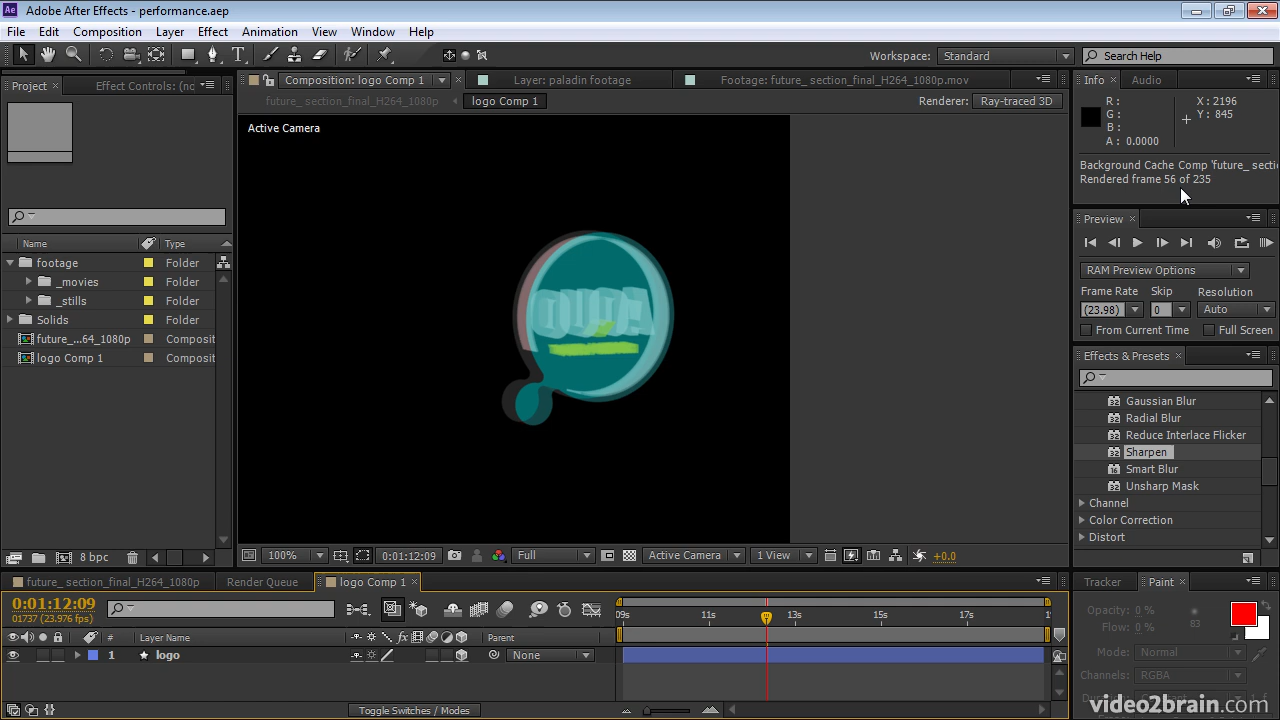 Adobe After Effects - performance.aep
File Edit Composition Layer Effect Animation View Window Help
Workspace: Standard Search Help
Project Effect Controls: (nc
Composition: logo Comp 1 Layer: paladin footage Footage: future_section_final_H264_1080p.mov
future_section_final_H264_1080p logo Comp 1 Renderer: Ray-traced 3D
Active Camera
Info Audio
R: X: 2196
G: Y: 845
B:
A: 0.0000
Background Cache Comp 'future_ secti
Rendered frame 56 of 235
Preview
RAM Preview Options
Frame Rate Skip Resolution
(23.98) 0 Auto
From Current Time Full Screen
Effects & Presets
Gaussian Blur
Radial Blur
Reduce Interlace Flicker
Sharpen
Smart Blur
Unsharp Mask
Channel
Color Correction
Distort
Name Type
footage Folder
_movies Folder
_stills Folder
Solids Folder
future_...64_1080p Composit
logo Comp 1 Composit
8 bpc
100% 0:01:12:09 Full Active Camera 1 View +0.0
future_ section_final_H264_1080p Render Queue logo Comp 1
0:01:12:09
01737 (23.976 fps)
09s 11s 13s 15s 17s 1
# Layer Name fx Parent
1 logo None
Toggle Switches / Modes
Tracker Paint
Opacity: 0 %
Flow: 0 % 83
Mode: Normal
Channels: RGBA
video2brain.com